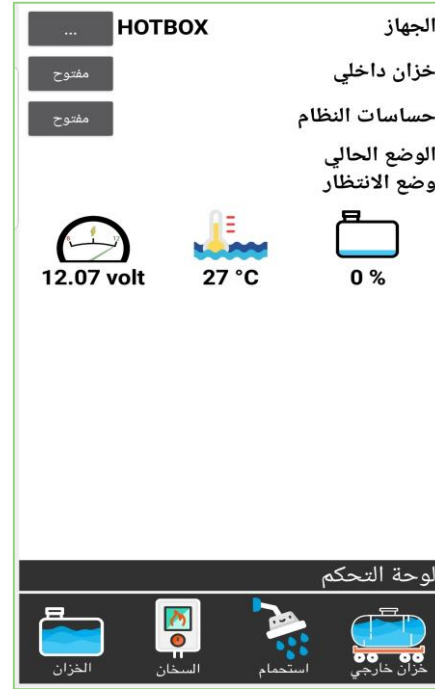 الجهاز HOTBOX ...
خزان داخلي مفتوح
حساسات النظام مفتوح
الوضع الحالي
وضع الانتظار
0 % 27 °C 12.07 volt
لوحة التحكم
خزان خارجي استحمام السخان الخزان